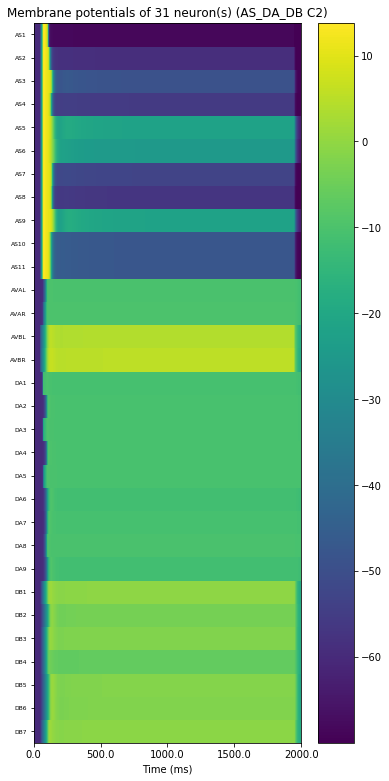 Membrane potentials of 31 neuron(s) (AS_DA_DB C2)
AS1
AS2
AS3
AS4
AS5
AS6
AS7
AS8
AS9
AS10
AS11
AVAL
AVAR
AVBL
AVBR
DA1
DA2
DA3
DA4
DA5
DA6
DA7
DA8
DA9
DB1
DB2
DB3
DB4
DB5
DB6
DB7
0.0 500.0 1000.0 1500.0 2000.0
Time (ms)
10
0
−10
−20
−30
−40
−50
−60